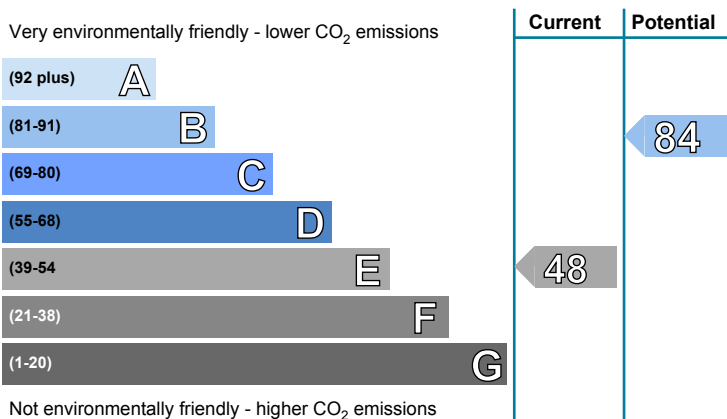 Current Potential
Very environmentally friendly - lower CO₂ emissions
(92 plus) A
(81-91) B
84
(69-80) C
(55-68) D
(39-54 E
48
(21-38) F
(1-20) G
Not environmentally friendly - higher CO₂ emissions